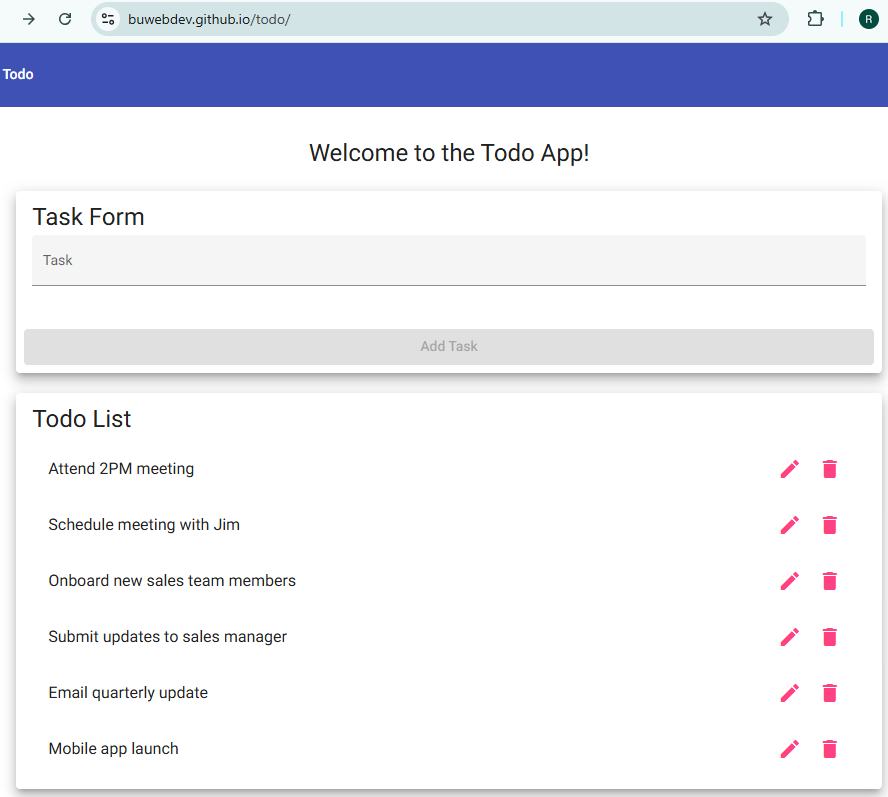 buwebdev.github.io/todo/
R
Todo
Welcome to the Todo App!
Task Form
Task
Add Task
Todo List
Attend 2PM meeting
Schedule meeting with Jim
Onboard new sales team members
Submit updates to sales manager
Email quarterly update
Mobile app launch